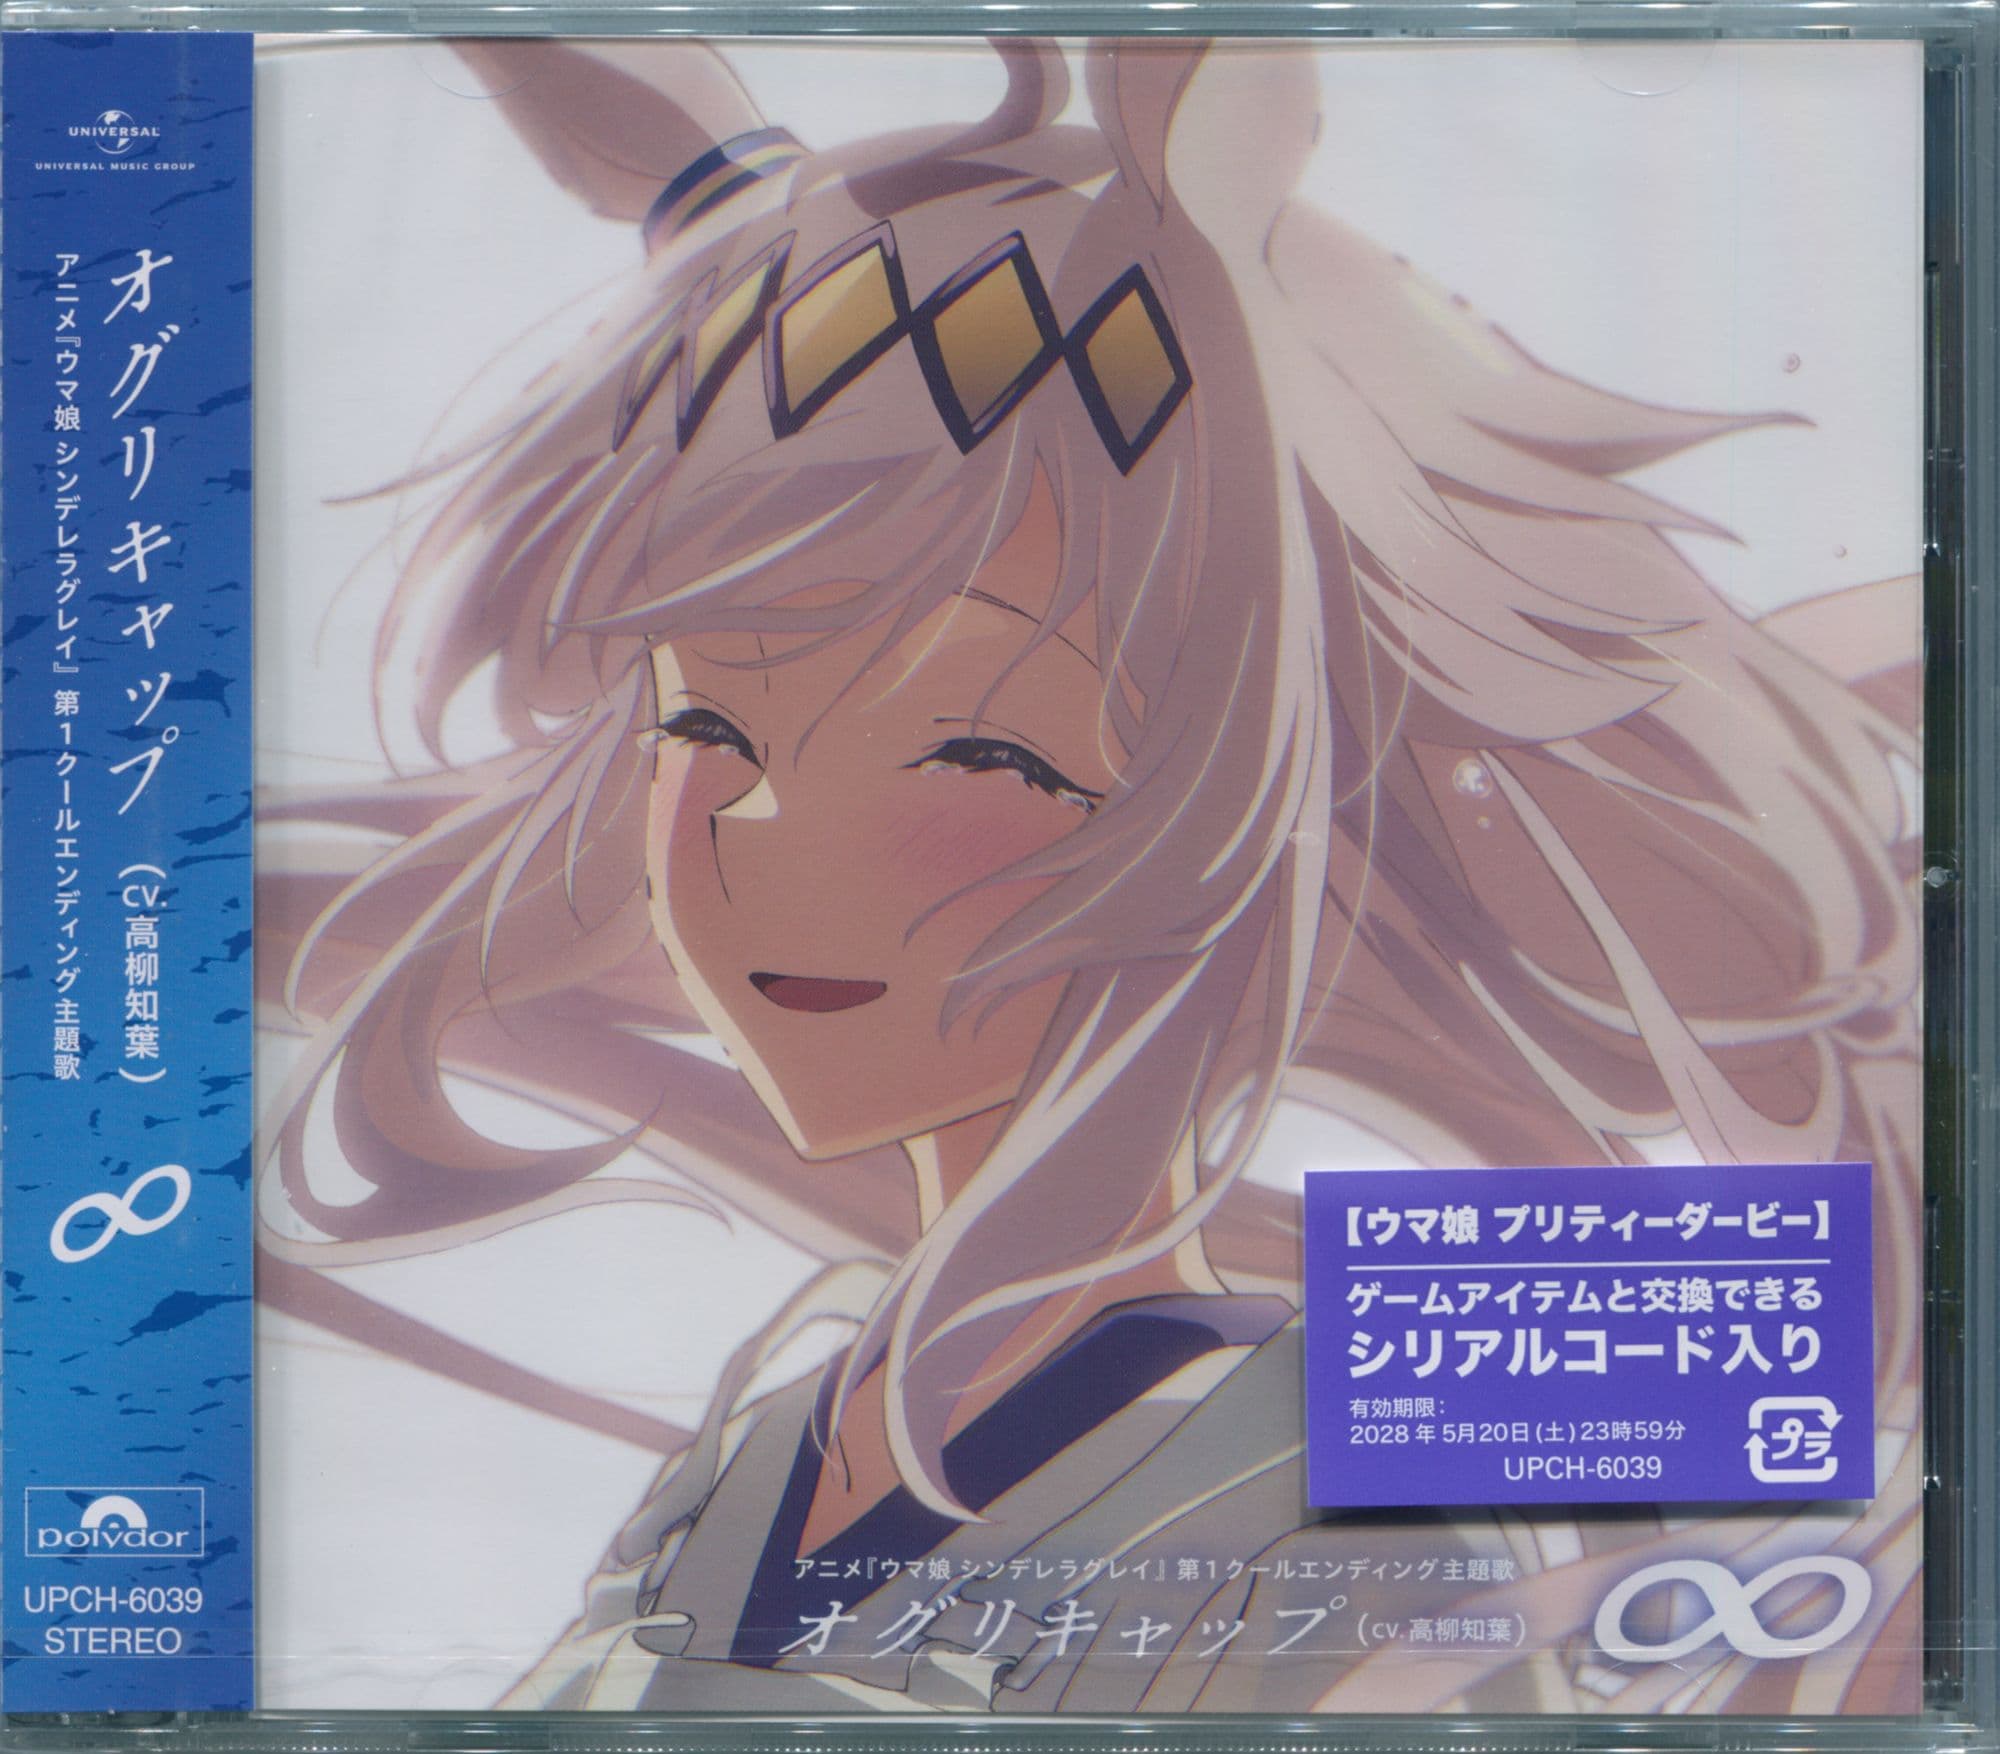 UNIVERSAL
UNIVERSAL MUSIC GROUP
オグリキャップ (CV.高柳知葉)
アニメ『ウマ娘 シンデレラグレイ』 第1クールエンディング主題歌
∞
polydor
UPCH-6039
STEREO
【ウマ娘 プリティーダービー】
ゲームアイテムと交換できる
シリアルコード入り
有効期限:
2028年5月20日(土)23時59分
UPCH-6039
プラ
アニメ『ウマ娘 シンデレラグレイ』第1クールエンディング主題歌
オグリキャップ (CV.高柳知葉)
∞